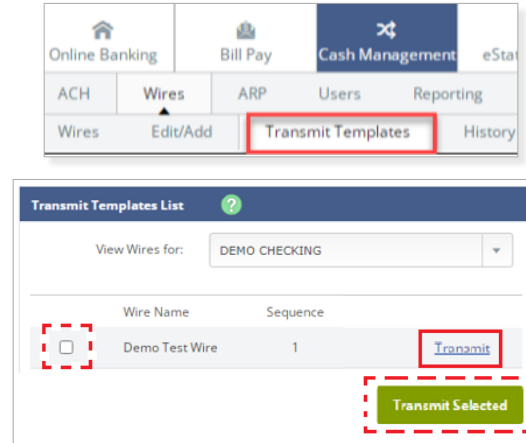 Online Banking Bill Pay Cash Management eStat
ACH Wires ARP Users Reporting
Wires Edit/Add Transmit Templates History
Transmit Templates List ?
View Wires for: DEMO CHECKING
Wire Name Sequence
Demo Test Wire 1 Transmit
Transmit Selected